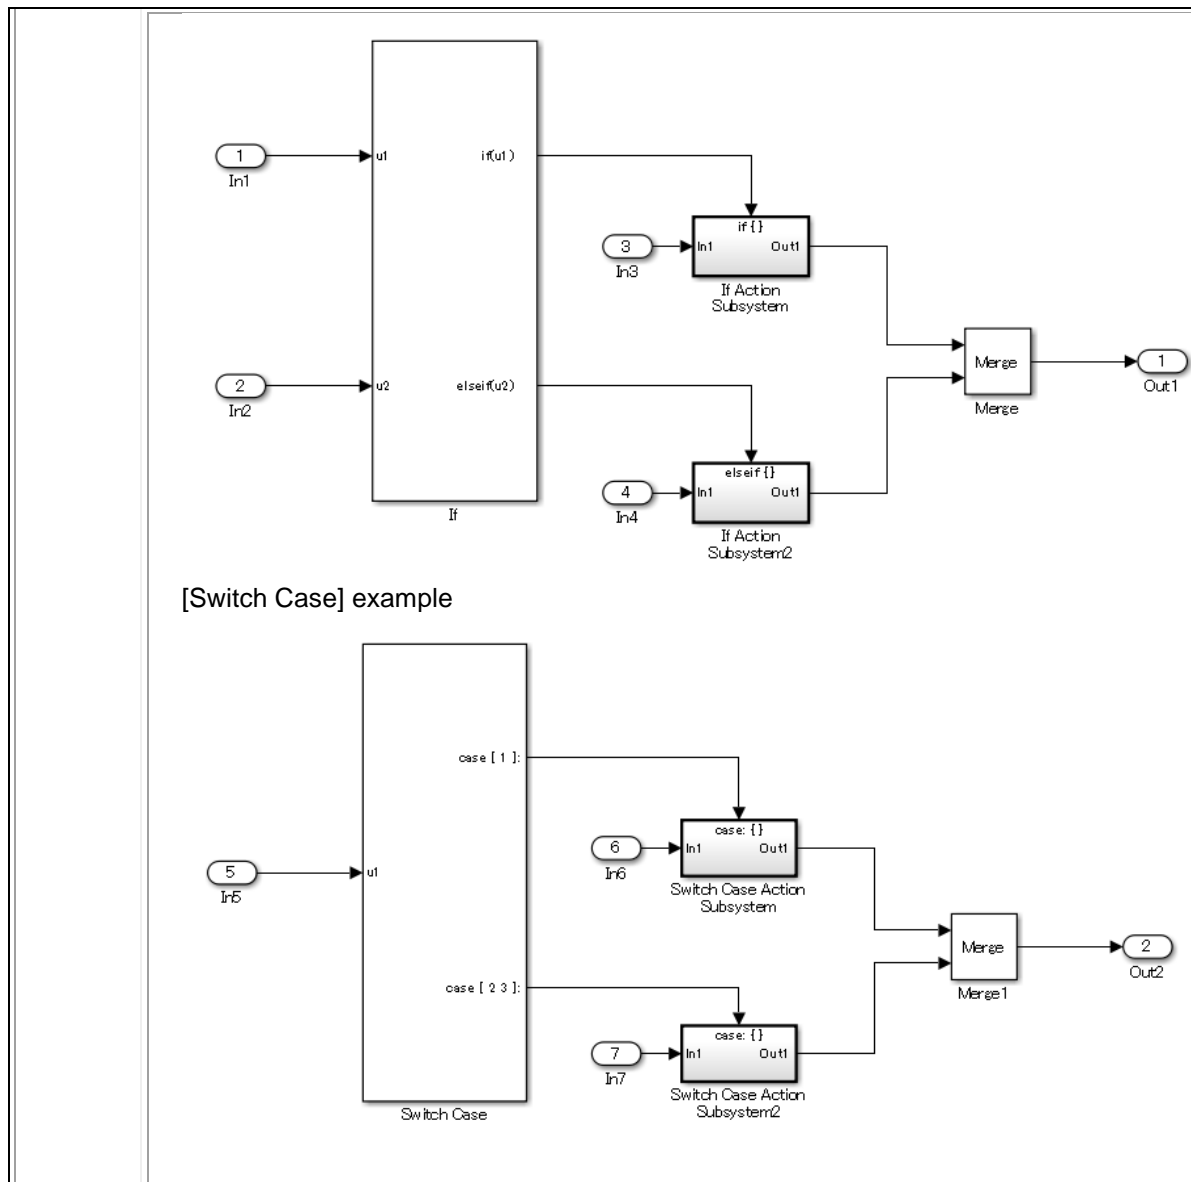 1
In1
u1
if(u1)
if {}
3
In3
In1
Out1
If Action
Subsystem
Merge
Merge
1
Out1
2
In2
u2
elseif(u2)
elseif {}
4
In4
In1
Out1
If Action
Subsystem2
If
[Switch Case] example
case [ 1 ]:
case: {}
6
In6
In1
Out1
Switch Case Action
Subsystem
5
In5
u1
Merge
Merge1
2
Out2
case [ 2 3 ]:
case: {}
7
In7
In1
Out1
Switch Case Action
Subsystem2
Switch Case